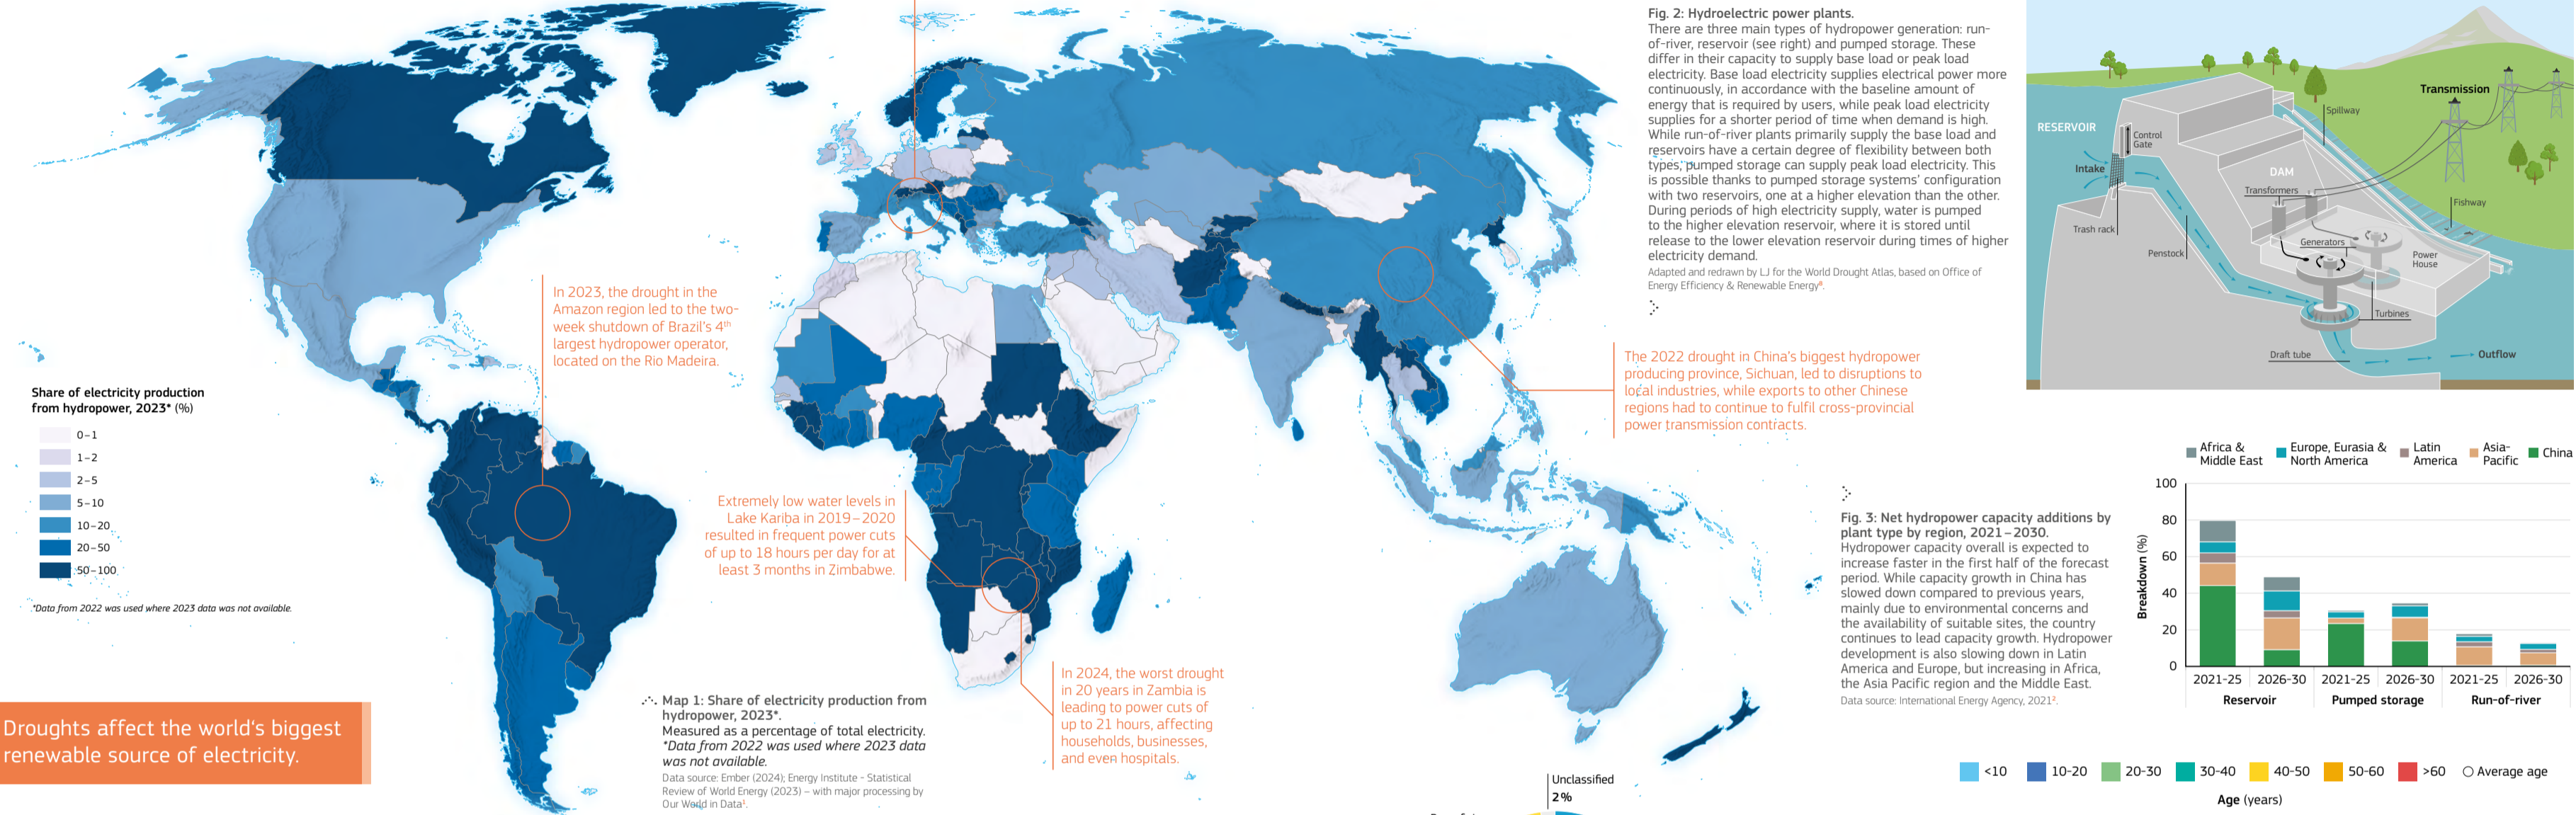 Fig. 2: Hydroelectric power plants.
There are three main types of hydropower generation: run-
of-river, reservoir (see right) and pumped storage. These
differ in their capacity to supply base load or peak load
electricity. Base load electricity supplies electrical power more
continuously, in accordance with the baseline amount of
energy that is required by users, while peak load electricity
supplies for a shorter period of time when demand is high.
While run-of-river plants primarily supply the base load and
reservoirs have a certain degree of flexibility between both
types, pumped storage can supply peak load electricity. This
is possible thanks to pumped storage systems' configuration
with two reservoirs, one at a higher elevation than the other.
During periods of high electricity supply, water is pumped
to the higher elevation reservoir, where it is stored until
release to the lower elevation reservoir during times of higher
electricity demand.
Adapted and redrawn by LJ for the World Drought Atlas, based on Office of
Energy Efficiency & Renewable Energy⁸.
RESERVOIR
Control
Gate
Intake
Trash rack
Penstock
DAM
Transformers
Generators
Power
House
Turbines
Draft tube
Outflow
Spillway
Fishway
Transmission
In 2023, the drought in the
Amazon region led to the two-
week shutdown of Brazil's 4th
largest hydropower operator,
located on the Rio Madeira.
The 2022 drought in China's biggest hydropower
producing province, Sichuan, led to disruptions to
local industries, while exports to other Chinese
regions had to continue to fulfil cross-provincial
power transmission contracts.
Share of electricity production
from hydropower, 2023* (%)
0–1
1–2
2–5
5–10
10–20
20–50
50–100
*Data from 2022 was used where 2023 data was not available.
Extremely low water levels in
Lake Kariba in 2019–2020
resulted in frequent power cuts
of up to 18 hours per day for at
least 3 months in Zimbabwe.
In 2024, the worst drought
in 20 years in Zambia is
leading to power cuts of
up to 21 hours, affecting
households, businesses,
and even hospitals.
Droughts affect the world's biggest
renewable source of electricity.
Map 1: Share of electricity production from
hydropower, 2023*.
Measured as a percentage of total electricity.
*Data from 2022 was used where 2023 data
was not available.
Data source: Ember (2024); Energy Institute - Statistical
Review of World Energy (2023) – with major processing by
Our World in Data¹.
Fig. 3: Net hydropower capacity additions by
plant type by region, 2021–2030.
Hydropower capacity overall is expected to
increase faster in the first half of the forecast
period. While capacity growth in China has
slowed down compared to previous years,
mainly due to environmental concerns and
the availability of suitable sites, the country
continues to lead capacity growth. Hydropower
development is also slowing down in Latin
America and Europe, but increasing in Africa,
the Asia Pacific region and the Middle East.
Data source: International Energy Agency, 2021².
Africa &
Middle East
Europe, Eurasia &
North America
Latin
America
Asia-
Pacific
China
Breakdown (%)
100
80
60
40
20
0
2021-25 2026-30 2021-25 2026-30 2021-25 2026-30
Reservoir Pumped storage Run-of-river
<10 10-20 20-30 30-40 40-50 50-60 >60 Average age
Age (years)
Unclassified
2%